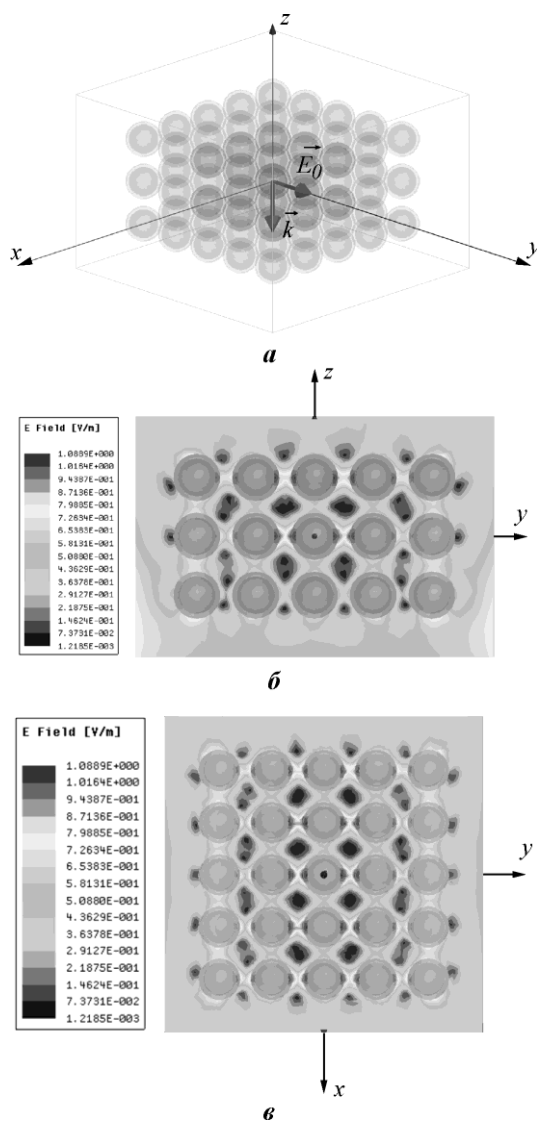 z
E₀
k
x
y
а
z
E Field [V/m]
1.0889E+000
1.0164E+000
9.4387E-001
8.7136E-001
7.9885E-001
7.2634E-001
6.5383E-001
5.8131E-001
5.0880E-001
4.3629E-001
3.6378E-001
2.9127E-001
2.1875E-001
1.4624E-001
7.3731E-002
1.2185E-003
y
б
E Field [V/m]
1.0889E+000
1.0164E+000
9.4387E-001
8.7136E-001
7.9885E-001
7.2634E-001
6.5383E-001
5.8131E-001
5.0880E-001
4.3629E-001
3.6378E-001
2.9127E-001
2.1875E-001
1.4624E-001
7.3731E-002
1.2185E-003
y
x
в